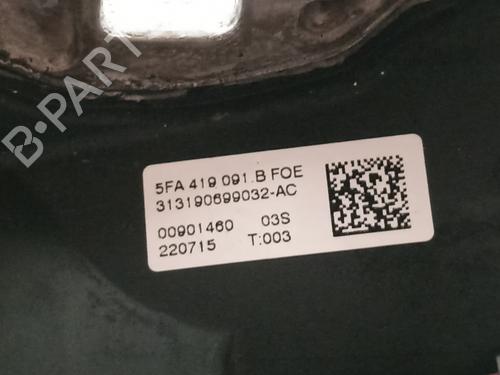 B-PARTS
5FA 419 091.B FOE
313190699032-AC
00901460 03S
220715 T:003